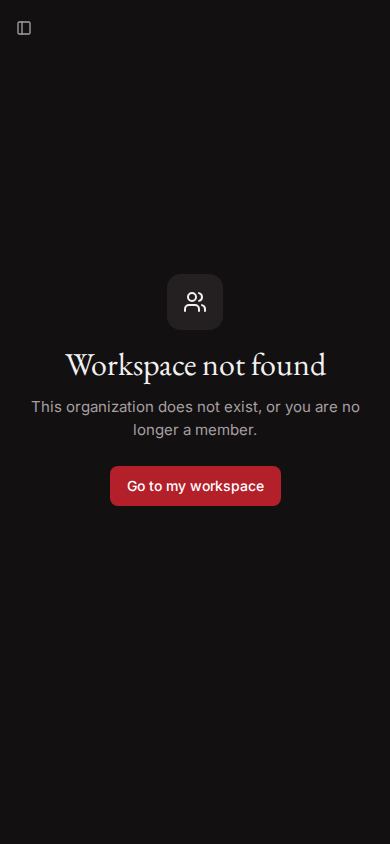 Workspace not found
This organization does not exist, or you are no
longer a member.
Go to my workspace